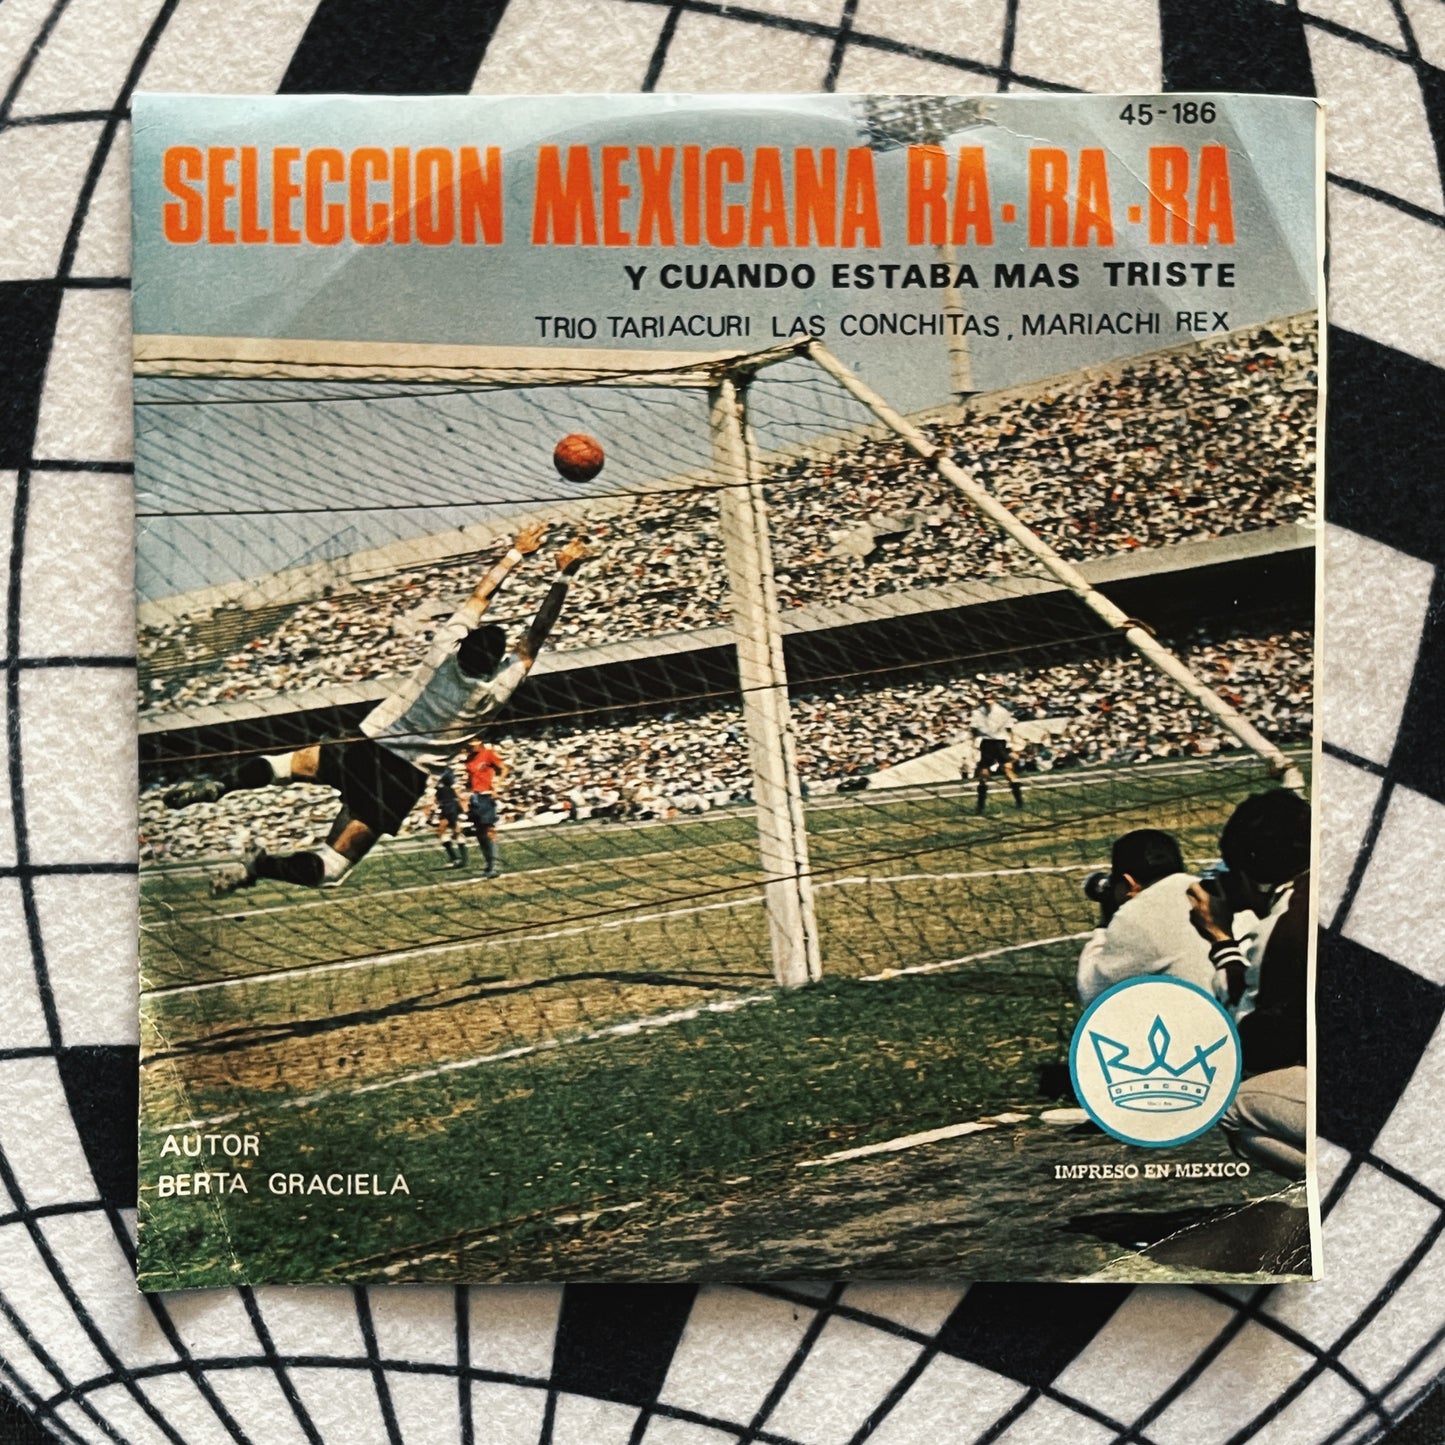 45-186
SELECCION MEXICANA RA·RA·RA
Y CUANDO ESTABA MAS TRISTE
TRIO TARIACURI LAS CONCHITAS, MARIACHI REX
Rex
DISCOS
IMPRESO EN MEXICO
AUTOR
BERTA GRACIELA